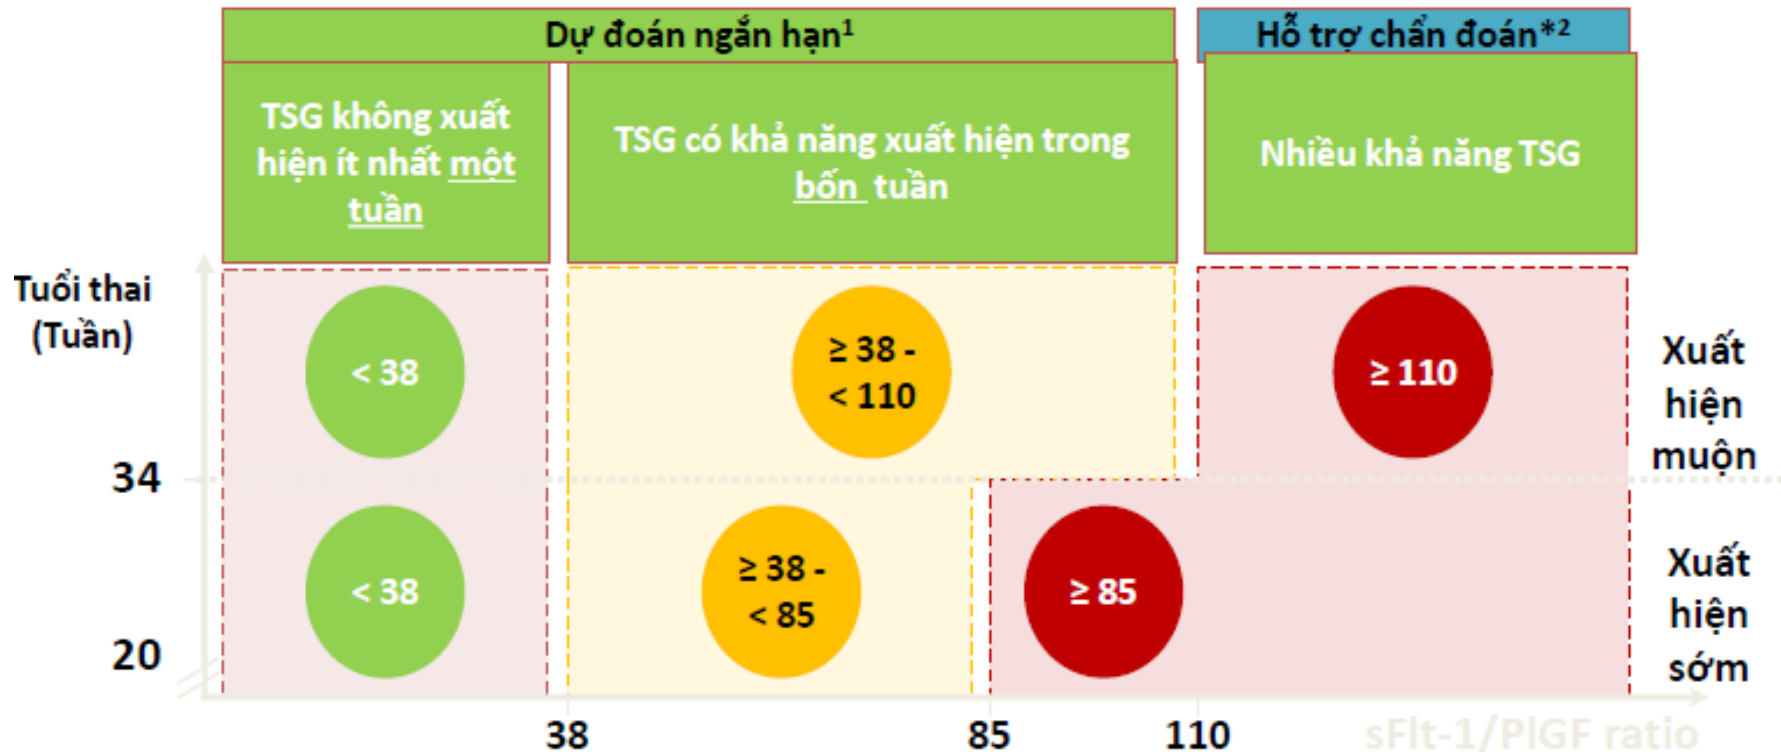 Dự đoán ngắn hạn¹
Hỗ trợ chẩn đoán*²
TSG không xuất
hiện ít nhất một
tuần
TSG có khả năng xuất hiện trong
bốn tuần
Nhiều khả năng TSG
Tuổi thai
(Tuần)
< 38
≥ 38 -
< 110
≥ 110
Xuất
hiện
muộn
34
< 38
≥ 38 -
< 85
≥ 85
Xuất
hiện
sớm
20
38
85
110
sFlt-1/PlGF ratio